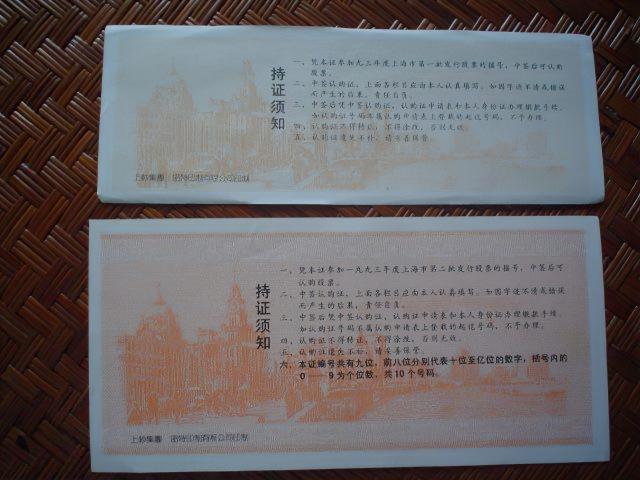 持证须知
一、凭本证参加九三年度上海市第一批发行股票的摇号，中签后可认购
股票。
二、中签认购证，上面各栏目应由本人认真填写，如因字迹不清或错误
而产生的后果，责任自负。
三、中签后凭中签认购证，认购证申请表和本人身份证办理缴款手续，
如认购证号码不属认购申请表上登载的起讫号码，不予办理。
四、认购证不得转让，不得涂改，否则无效。
五、认购证遗失不补，请妥善保管。
上钞集團 证券印制有限公司印制
持证须知
一、凭本证参加一九九三年度上海市第二批发行股票的摇号，中签后可
认购股票。
二、中签认购证，上面各栏目应由本人认真填写，如因字迹不清或错误
而产生的后果，责任自负。
三、中签后凭中签认购证，认购证申请表和本人身份证办理缴款手续，
如认购证号码不属认购申请表上登载的起讫号码，不予办理。
四、认购证不得转让，不得涂改，否则无效。
五、认购证遗失不补，请妥善保管。
六、本证编号共有九位，前八位分别代表十位至亿位的数字，括号内的
0——9为个位数，共10个号码。
上钞集團